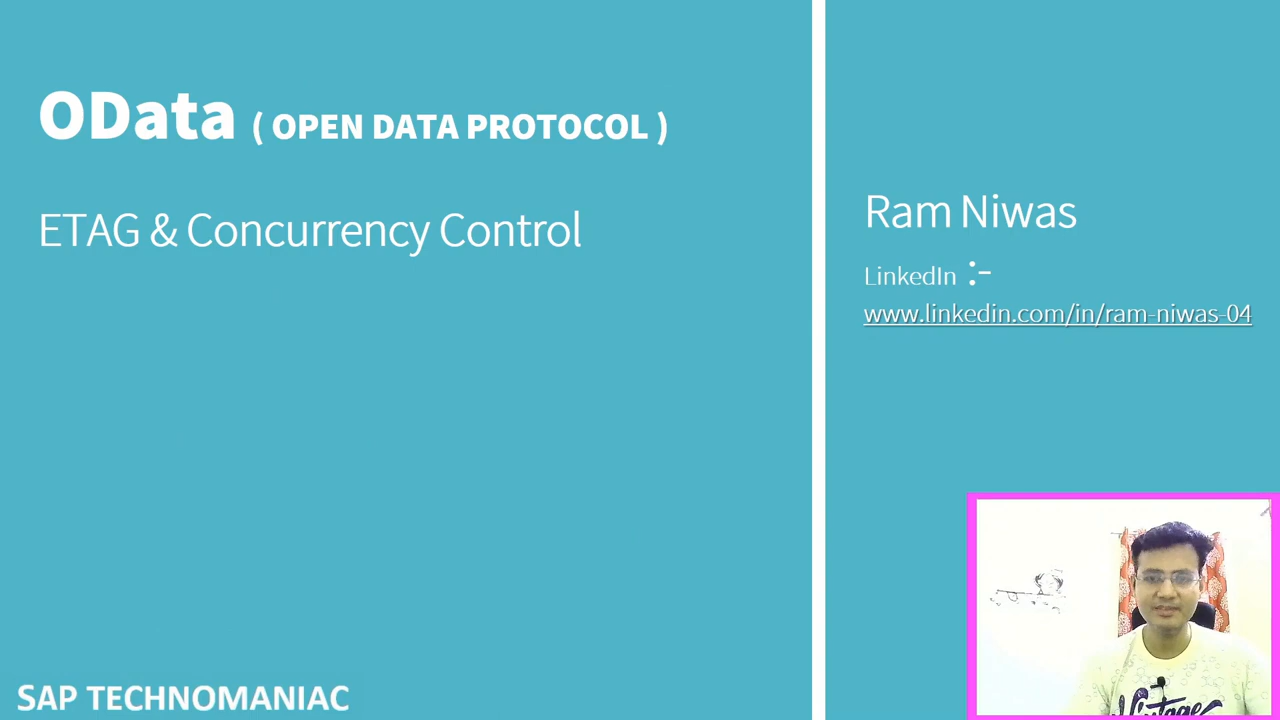 OData ( OPEN DATA PROTOCOL )
ETAG & Concurrency Control
Ram Niwas
LinkedIn :-
www.linkedin.com/in/ram-niwas-04
Vintage
SAP TECHNOMANIAC